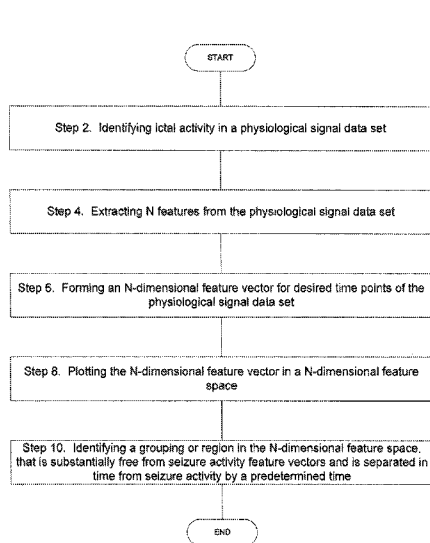 START
Step 2. Identifying ictal activity in a physiological signal data set
Step 4. Extracting N features from the physiological signal data set
Step 6. Forming an N-dimensional feature vector for desired time points of the
physiological signal data set
Step 8. Plotting the N-dimensional feature vector in a N-dimensional feature
space
Step 10. Identifying a grouping or region in the N-dimensional feature space,
that is substantially free from seizure activity feature vectors and is separated in
time from seizure activity by a predetermined time
END